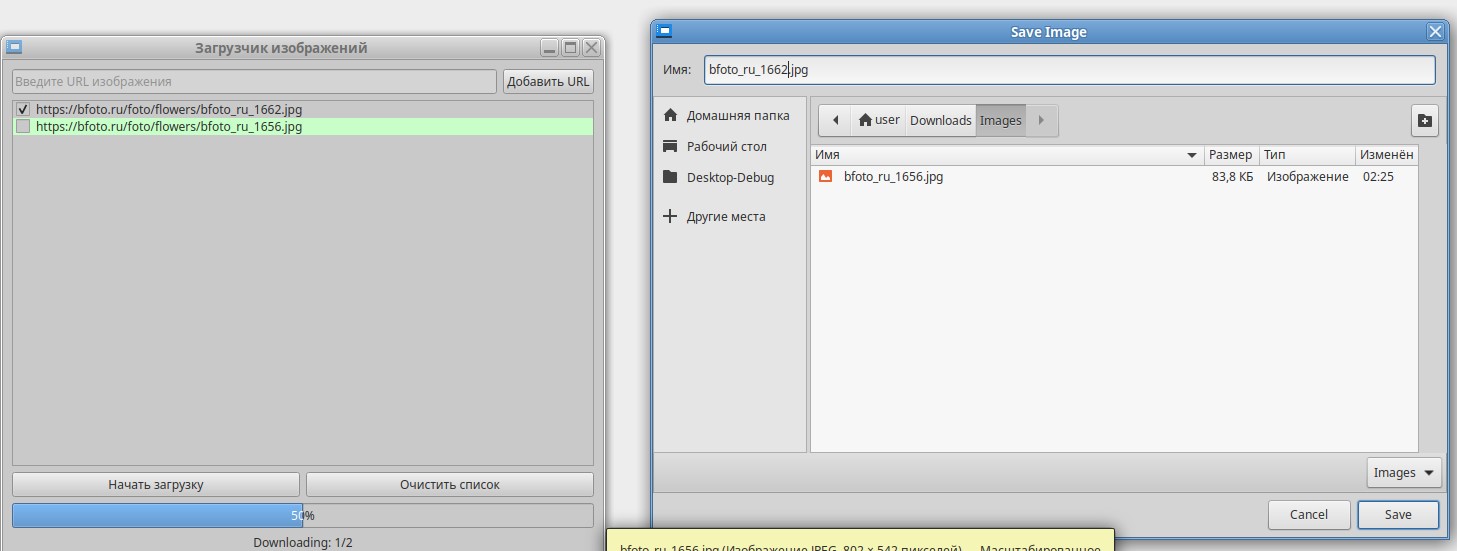 Загрузчик изображений
Введите URL изображения
Добавить URL
https://bfoto.ru/foto/flowers/bfoto_ru_1662.jpg
https://bfoto.ru/foto/flowers/bfoto_ru_1656.jpg
Начать загрузку
Очистить список
50%
Downloading: 1/2
Save Image
Имя: bfoto_ru_1662.jpg
Домашняя папка
Рабочий стол
Desktop-Debug
Другие места
user Downloads Images
Имя Размер Тип Изменён
bfoto_ru_1656.jpg 83,8 КБ Изображение 02:25
Images
Cancel Save
bfoto_ru_1656.jpg (Изображение JPEG, 802 × 542 пикселей) — Масштабированное